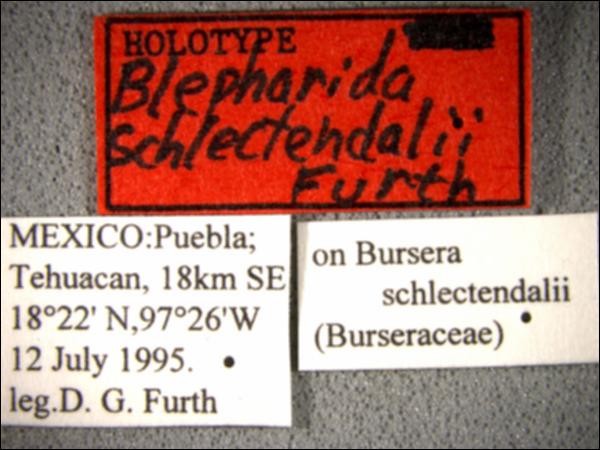 HOLOTYPE
Blepharida
schlectendalii
Furth
MEXICO:Puebla;
Tehuacan, 18km SE
18°22' N,97°26'W
12 July 1995.
leg.D. G. Furth
on Bursera
schlectendalii
(Burseraceae)